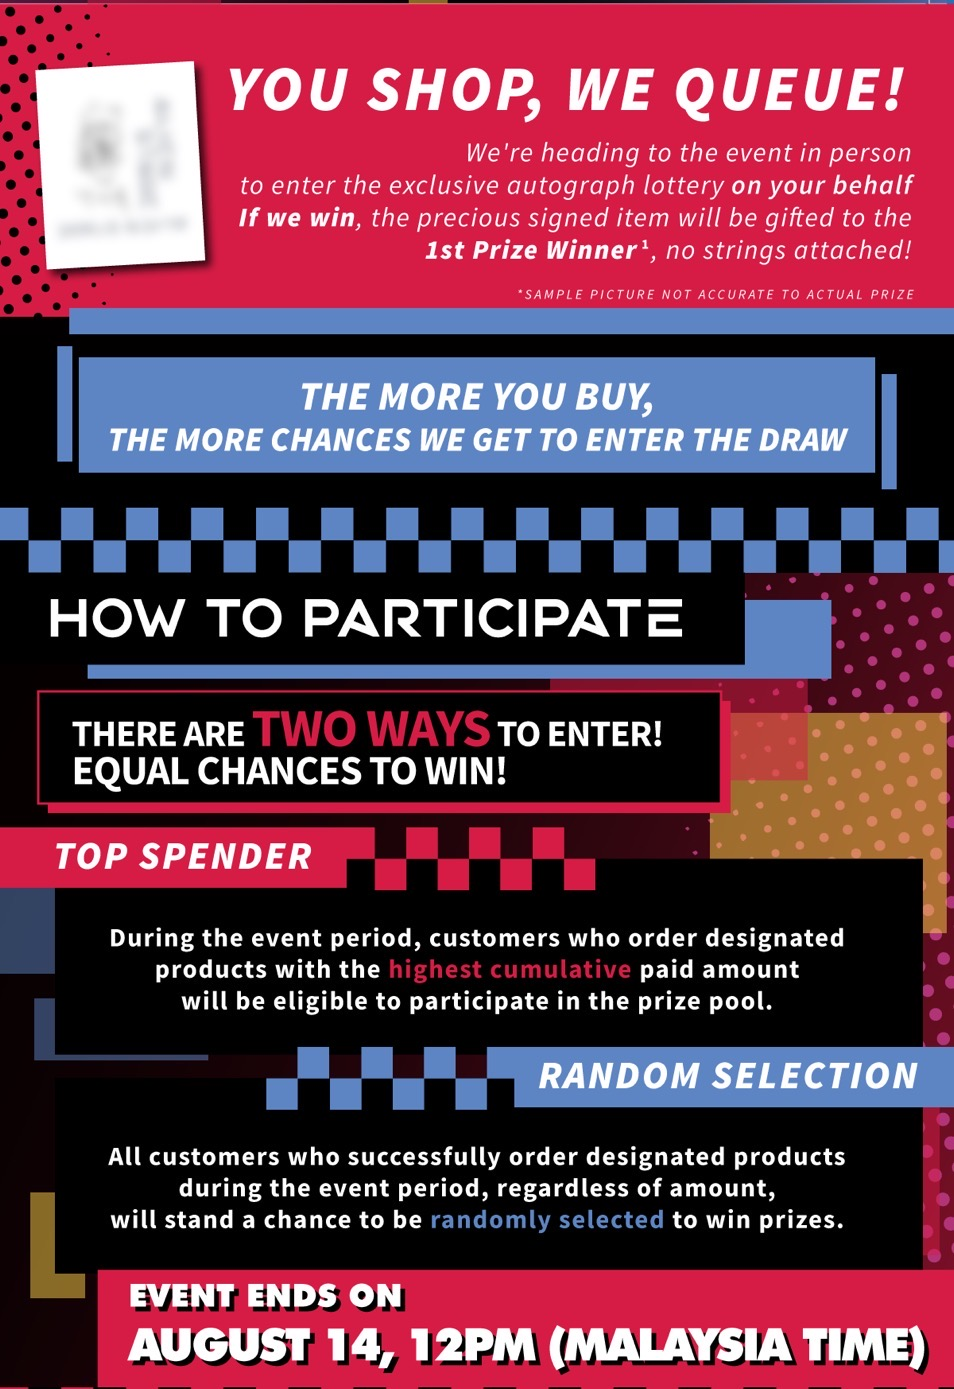 YOU SHOP, WE QUEUE!
We're heading to the event in person
to enter the exclusive autograph lottery on your behalf
If we win, the precious signed item will be gifted to the
1st Prize Winner¹, no strings attached!
*SAMPLE PICTURE NOT ACCURATE TO ACTUAL PRIZE
THE MORE YOU BUY,
THE MORE CHANCES WE GET TO ENTER THE DRAW
HOW TO PARTICIPATE
THERE ARE TWO WAYS TO ENTER!
EQUAL CHANCES TO WIN!
TOP SPENDER
During the event period, customers who order designated
products with the highest cumulative paid amount
will be eligible to participate in the prize pool.
RANDOM SELECTION
All customers who successfully order designated products
during the event period, regardless of amount,
will stand a chance to be randomly selected to win prizes.
EVENT ENDS ON
AUGUST 14, 12PM (MALAYSIA TIME)